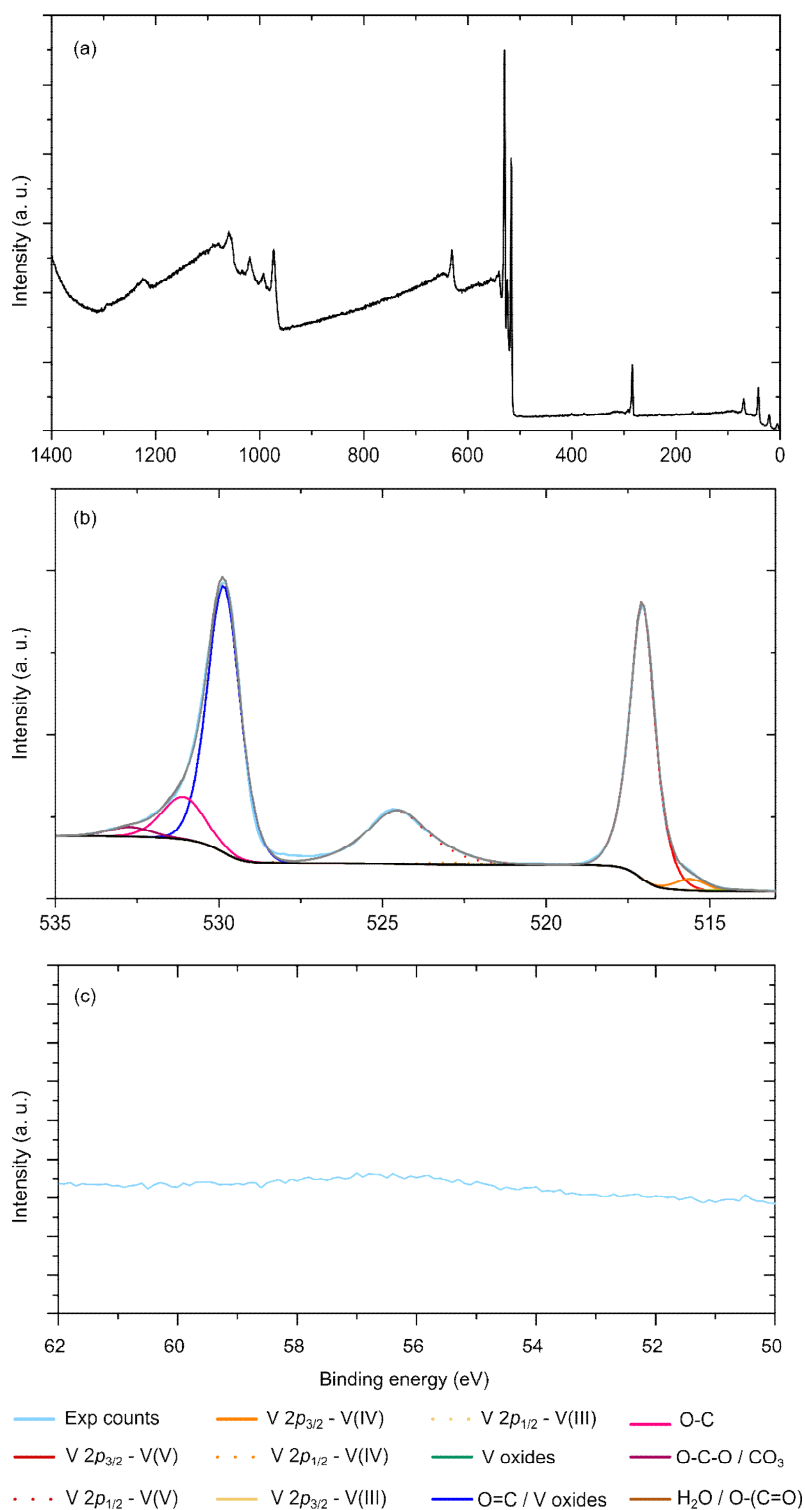 (a)
Intensity (a. u.)
1400 1200 1000 800 600 400 200 0
(b)
Intensity (a. u.)
535 530 525 520 515
(c)
Intensity (a. u.)
62 60 58 56 54 52 50
Binding energy (eV)
Exp counts V 2p3/2 - V(IV) V 2p1/2 - V(III) O-C
V 2p3/2 - V(V) V 2p1/2 - V(IV) V oxides O-C-O / CO3
V 2p1/2 - V(V) V 2p3/2 - V(III) O=C / V oxides H2O / O-(C=O)